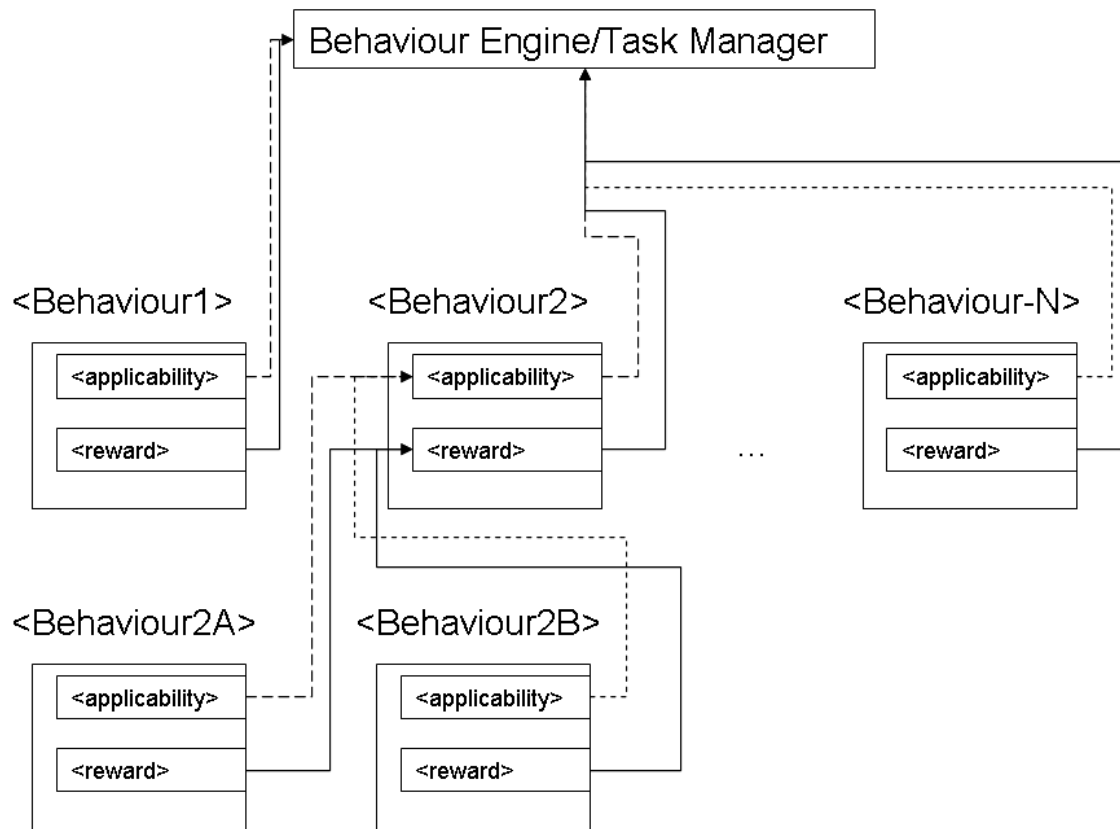 Behaviour Engine/Task Manager
<Behaviour1>
<Behaviour2>
<Behaviour-N>
<applicability>
<applicability>
<applicability>
<reward>
<reward>
...
<reward>
<Behaviour2A>
<Behaviour2B>
<applicability>
<applicability>
<reward>
<reward>